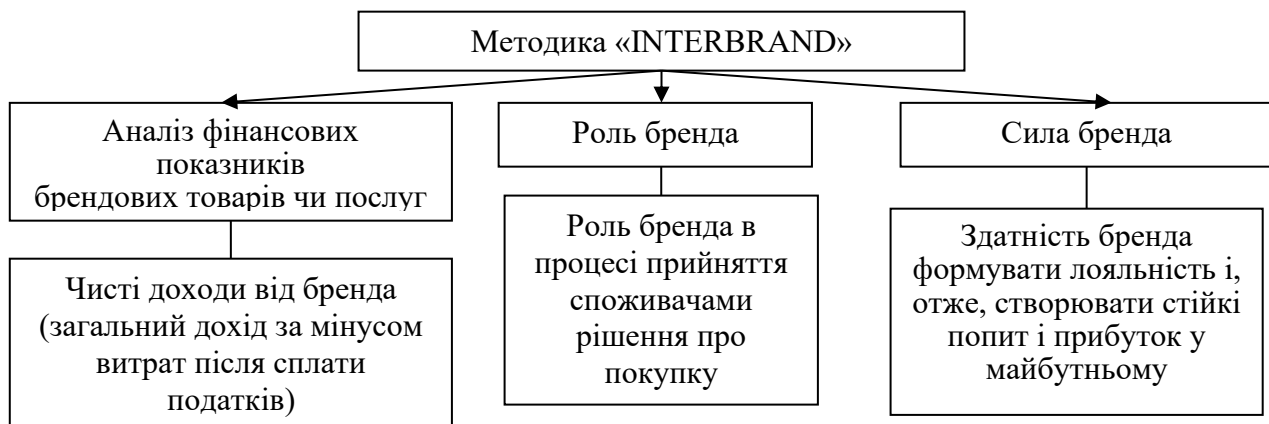 Методика «INTERBRAND»
Аналіз фінансових
показників
брендових товарів чи послуг
Чисті доходи від бренда
(загальний дохід за мінусом
витрат після сплати
податків)
Роль бренда
Роль бренда в
процесі прийняття
споживачами
рішення про
покупку
Сила бренда
Здатність бренда
формувати лояльність і,
отже, створювати стійкі
попит і прибуток у
майбутньому